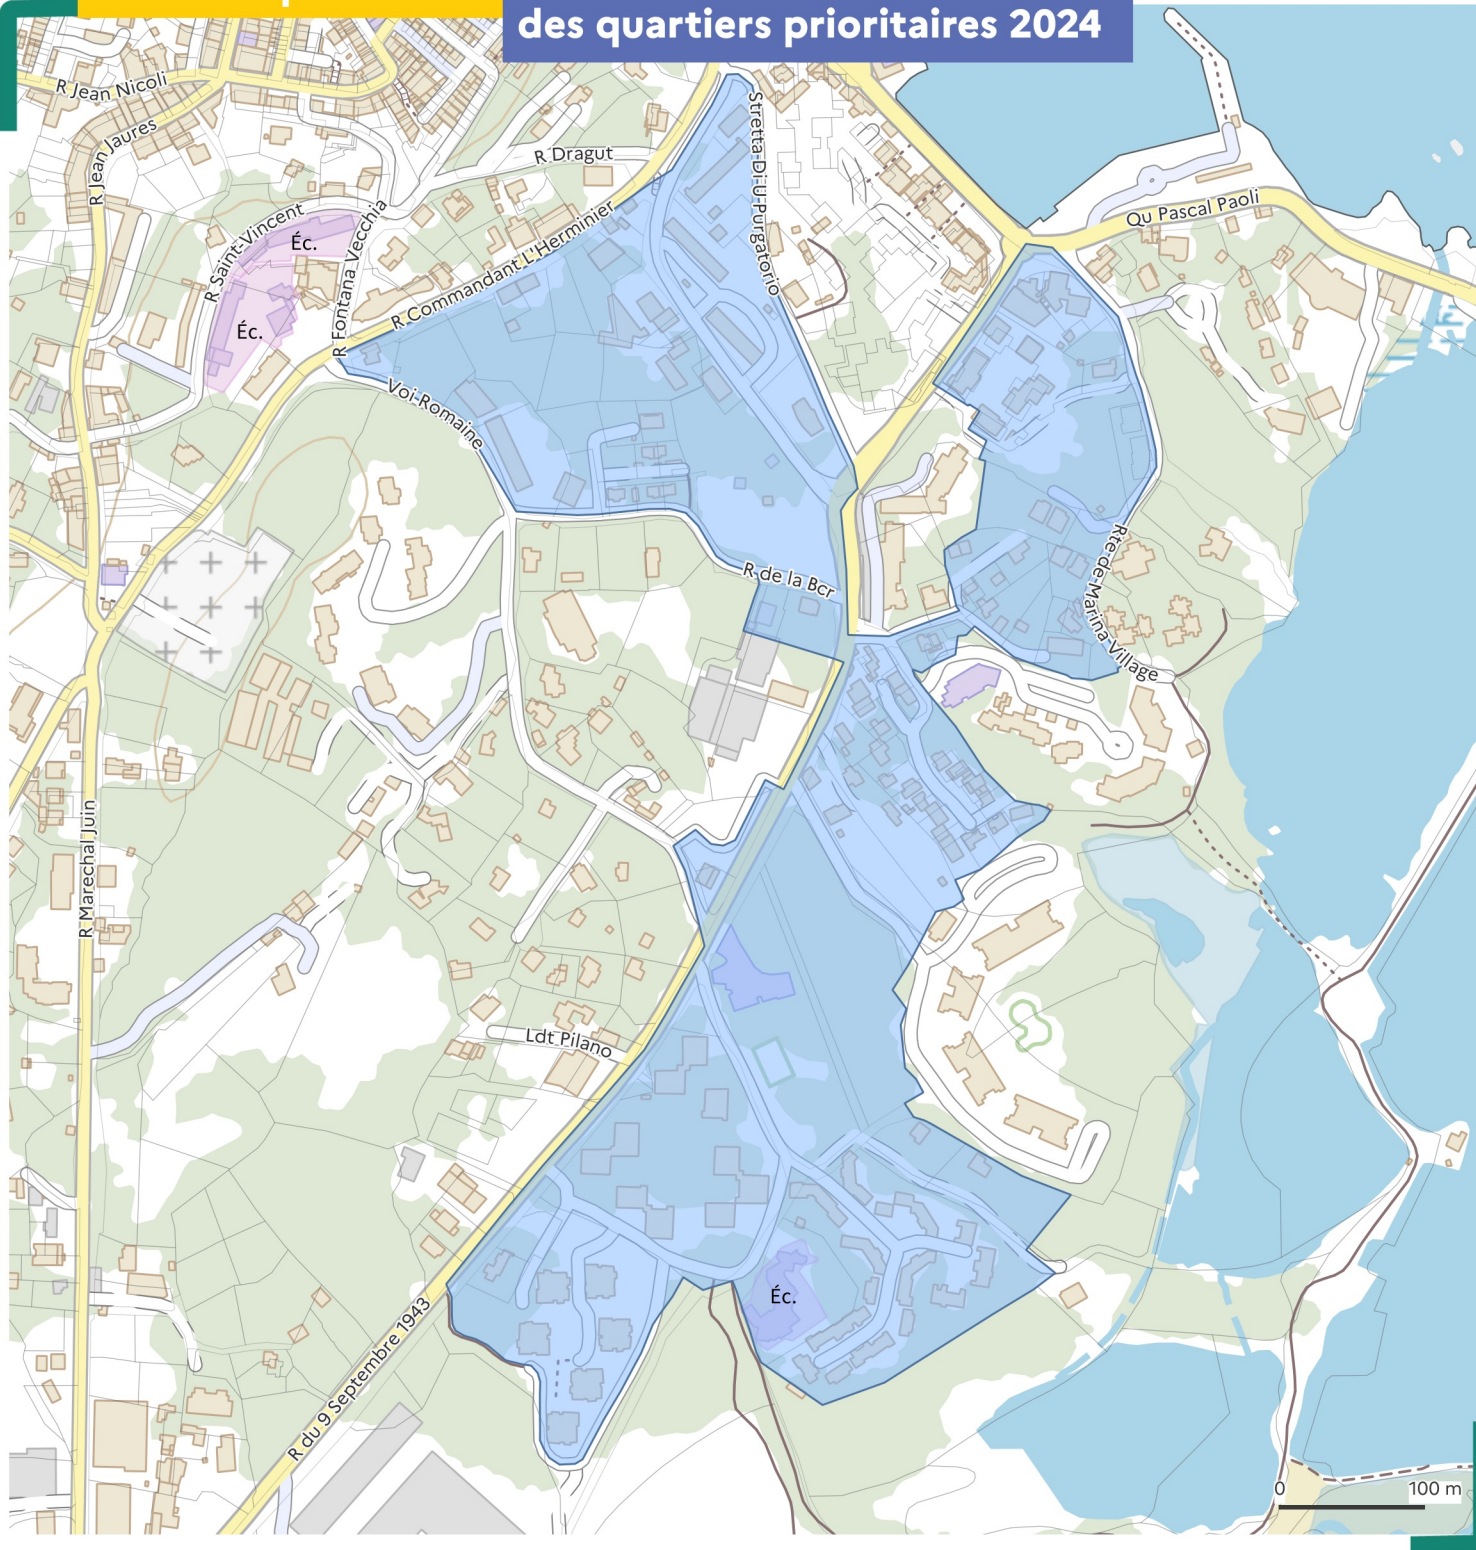 des quartiers prioritaires 2024
R Jean Nicoli
R Jean Jaures
R Dragut
Stretta Di U Purgatorio
R Saint-Vincent
Éc.
R Fontana Vecchia
R Commandant L'Herminier
Qu Pascal Paoli
Éc.
Voi Romaine
R de la Bcr
Rte de Marina Village
R Marechal Juin
Ldt Pilano
Éc.
R du 9 Septembre 1943
0
100 m